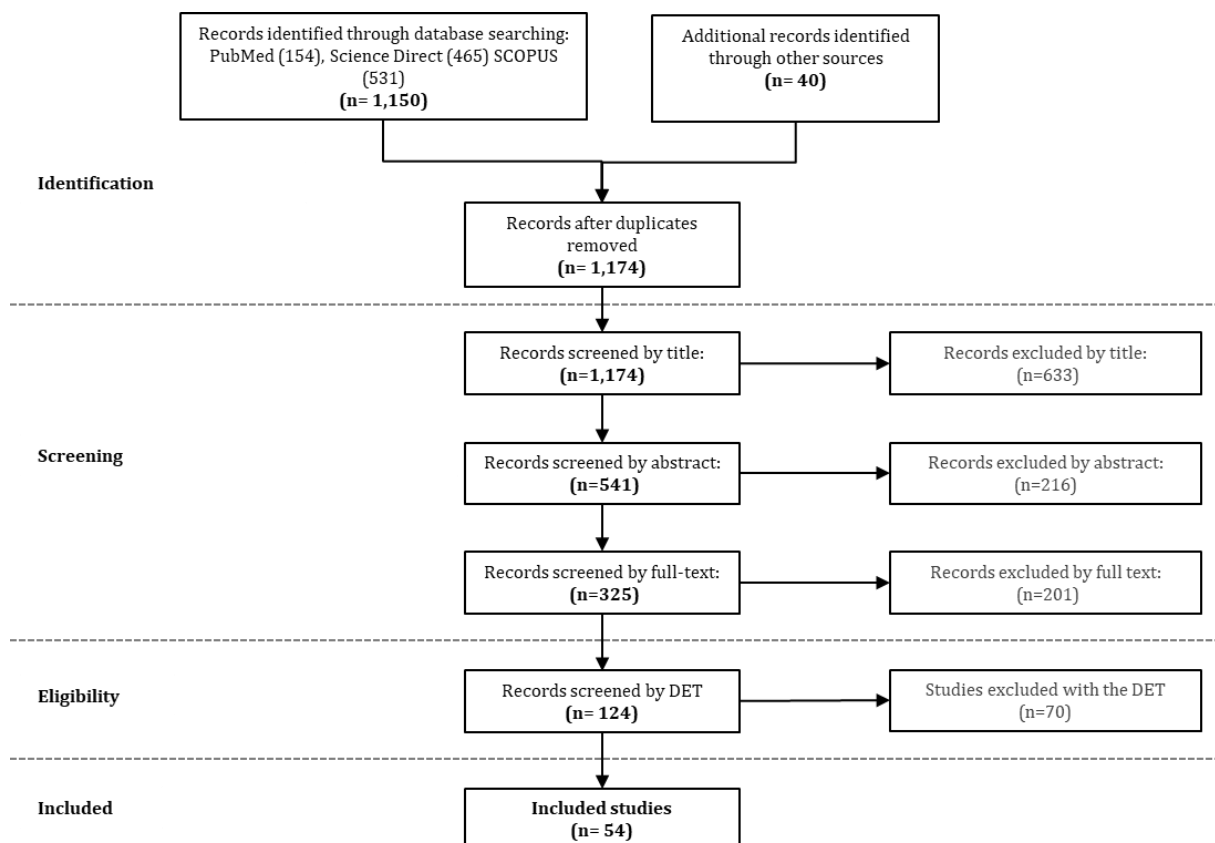 Records identified through database searching:
PubMed (154), Science Direct (465) SCOPUS
(531)
(n= 1,150)
Additional records identified
through other sources
(n= 40)
Identification
Records after duplicates
removed
(n= 1,174)
Records screened by title:
(n=1,174)
Records excluded by title:
(n=633)
Screening
Records screened by abstract:
(n=541)
Records excluded by abstract:
(n=216)
Records screened by full-text:
(n=325)
Records excluded by full text:
(n=201)
Eligibility
Records screened by DET
(n= 124)
Studies excluded with the DET
(n=70)
Included
Included studies
(n= 54)